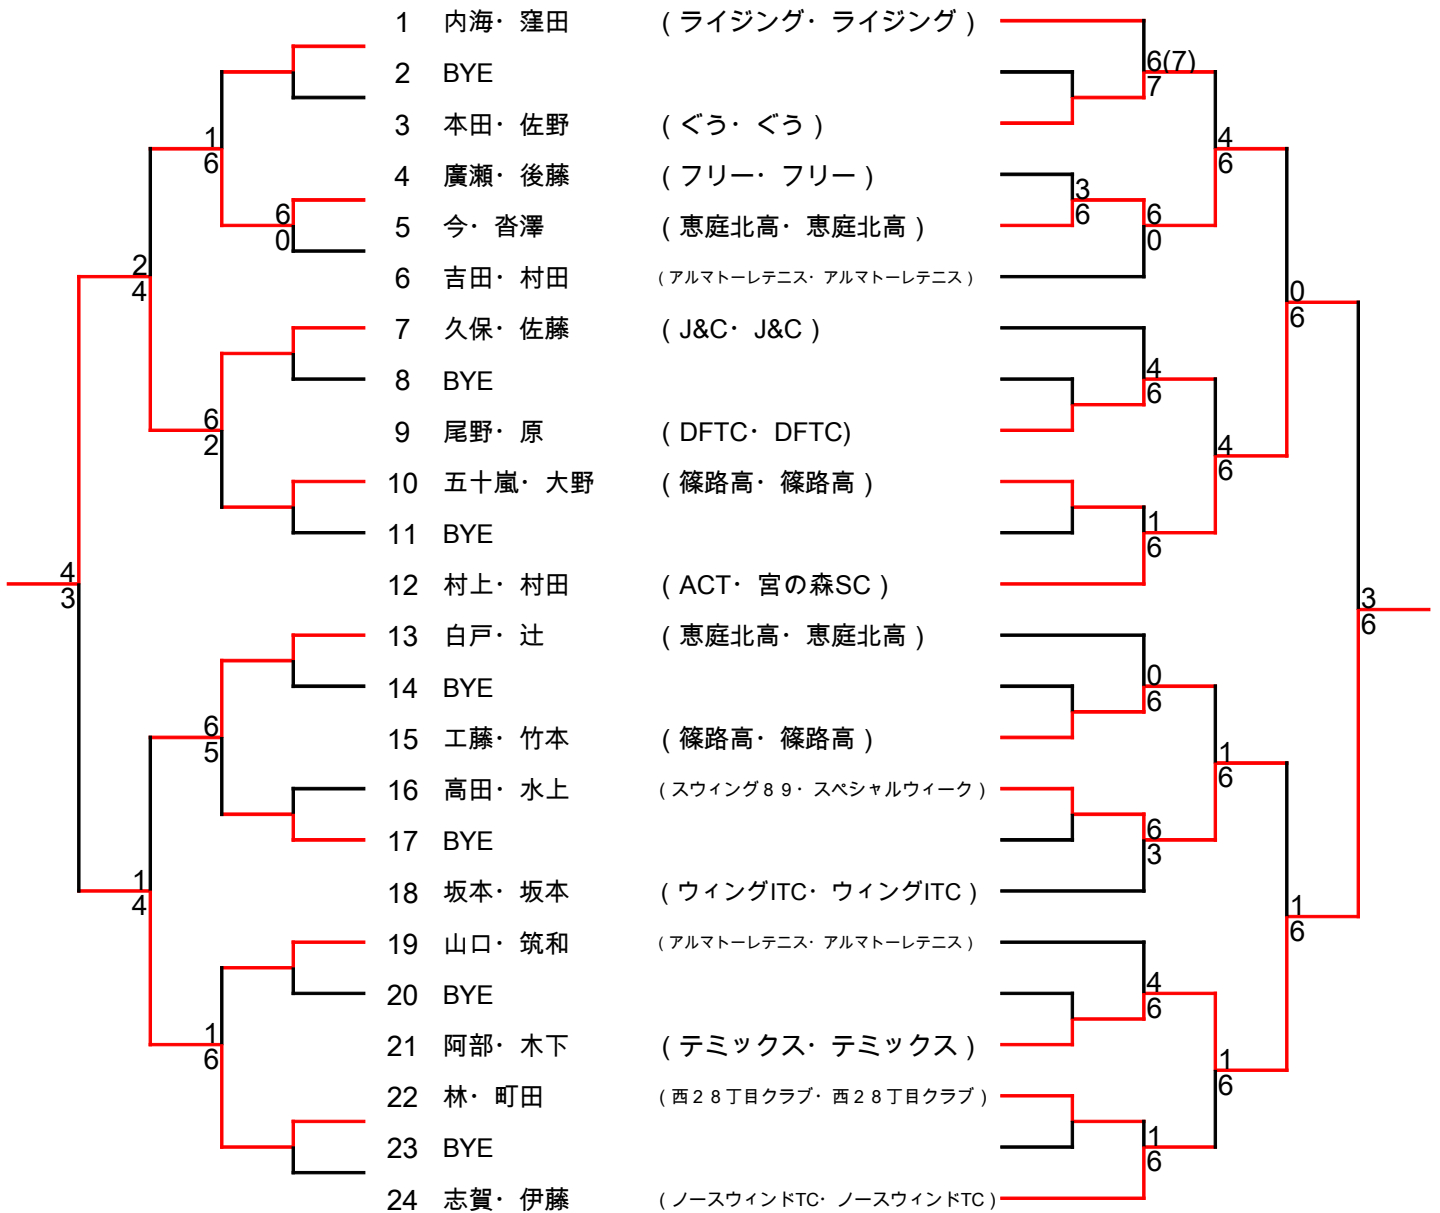 1 内海・窪田 (ライジング・ライジング)
6(7)
2 BYE
7
3 本田・佐野 (ぐう・ぐう)
1
4
6
6
4 廣瀬・後藤 (フリー・フリー)
3
6
6
6
5 今・沓澤 (恵庭北高・恵庭北高)
0
0
2
6 吉田・村田 (アルマトーレテニス・アルマトーレテニス)
4
0
6
7 久保・佐藤 (J&C・J&C)
4
8 BYE
6
6
9 尾野・原 (DFTC・DFTC)
2
4
6
10 五十嵐・大野 (篠路高・篠路高)
1
11 BYE
6
4
12 村上・村田 (ACT・宮の森SC)
3
3
6
13 白戸・辻 (恵庭北高・恵庭北高)
0
14 BYE
6
6
15 工藤・竹本 (篠路高・篠路高)
5
1
6
16 高田・水上 (スウィング89・スペシャルウィーク)
6
17 BYE
3
1
18 坂本・坂本 (ウィングITC・ウィングITC)
4
1
6
19 山口・筑和 (アルマトーレテニス・アルマトーレテニス)
4
20 BYE
6
1
21 阿部・木下 (テミックス・テミックス)
6
1
6
22 林・町田 (西28丁目クラブ・西28丁目クラブ)
1
23 BYE
6
24 志賀・伊藤 (ノースウィンドTC・ノースウィンドTC)